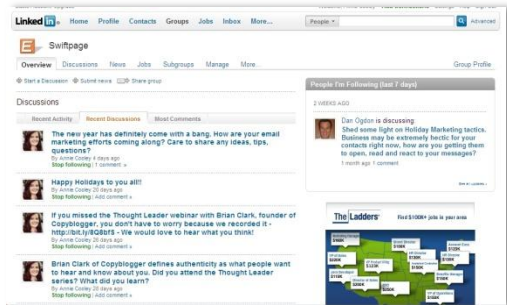 Linked in Home Profile Contacts Groups Jobs Inbox More... People Advanced
Swiftpage
Overview Discussions News Jobs Subgroups Manage More... Group Profile
Start a Discussion Submit news Share group
Discussions
Recent Activity Recent Discussions Most Comments
The new year has definitely come with a bang. How are your email
marketing efforts coming along? Care to share any ideas, tips,
questions?
By Annie Cooley 4 days ago
Stop following | 1 comment »
Happy Holidays to you all!!
By Annie Cooley 20 days ago
Stop following | Add comment »
If you missed the Thought Leader webinar with Brian Clark, founder of
Copyblogger, you don't have to worry because we recorded it -
http://bit.ly/8G8bf9 - We would love to hear what you think!
By Annie Cooley 26 days ago
Stop following | Add comment »
Brian Clark of Copyblogger defines authenticity as what people want
to hear and know about you. Did you attend the Thought Leader
series? What did you learn?
By Annie Cooley 28 days ago
Stop following | Add comment »
People I'm Following (last 7 days)
2 WEEKS AGO
Dan Ogdon is discussing:
Shed some light on Holiday Marketing tactics.
Business may be extremely hectic for your
contacts right now, how are you getting them
to open, read and react to your messages?
1 month ago 1 comment
The Ladders Find $100K+ jobs in your area